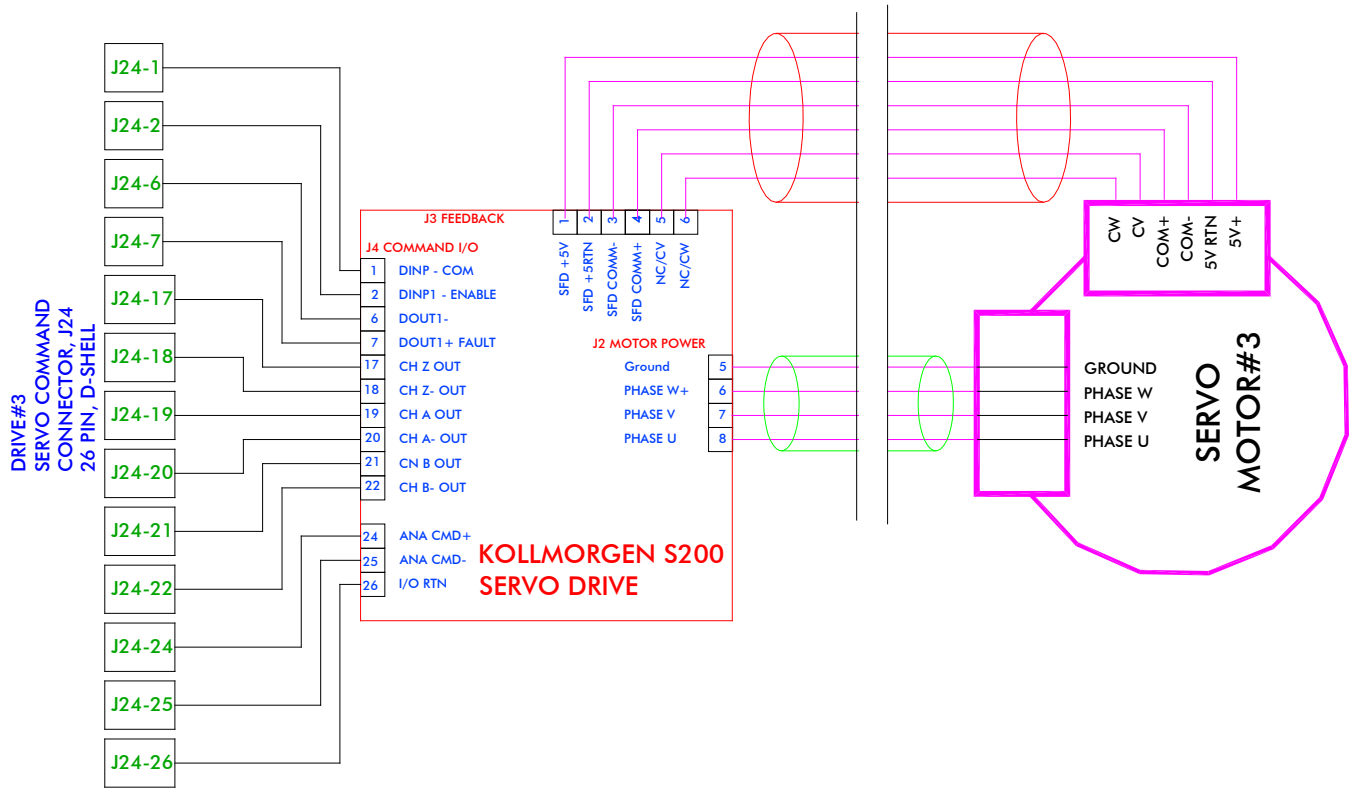 DRIVE#3
SERVO COMMAND
CONNECTOR, J24
26 PIN, D-SHELL
J24-1
J24-2
J24-6
J24-7
J24-17
J24-18
J24-19
J24-20
J24-21
J24-22
J24-24
J24-25
J24-26
J3 FEEDBACK
1
2
3
4
5
6
SFD +5V
SFD +5RTN
SFD COMM-
SFD COMM+
NC/CV
NC/CW
J4 COMMAND I/O
1 DINP - COM
2 DINP1 - ENABLE
6 DOUT1-
7 DOUT1+ FAULT
17 CH Z OUT
18 CH Z- OUT
19 CH A OUT
20 CH A- OUT
21 CN B OUT
22 CH B- OUT
24 ANA CMD+
25 ANA CMD-
26 I/O RTN
J2 MOTOR POWER
Ground 5
PHASE W+ 6
PHASE V 7
PHASE U 8
KOLLMORGEN S200
SERVO DRIVE
CW
CV
COM+
COM-
5V RTN
5V+
GROUND
PHASE W
PHASE V
PHASE U
SERVO
MOTOR#3